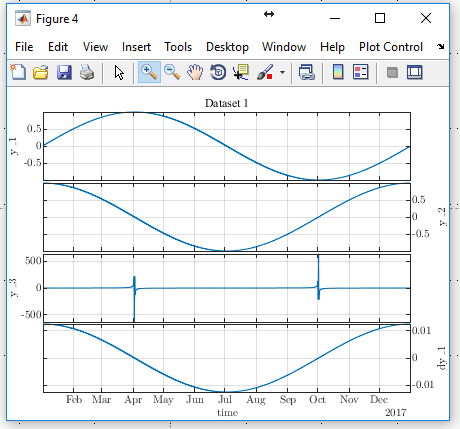 Figure 4
File Edit View Insert Tools Desktop Window Help Plot Control
Dataset 1
0.5
0
-0.5
y_1
0.5
0
-0.5
y_2
500
0
-500
y_3
0.01
0
-0.01
dy_1
Feb Mar Apr May Jun Jul Aug Sep Oct Nov Dec
time 2017